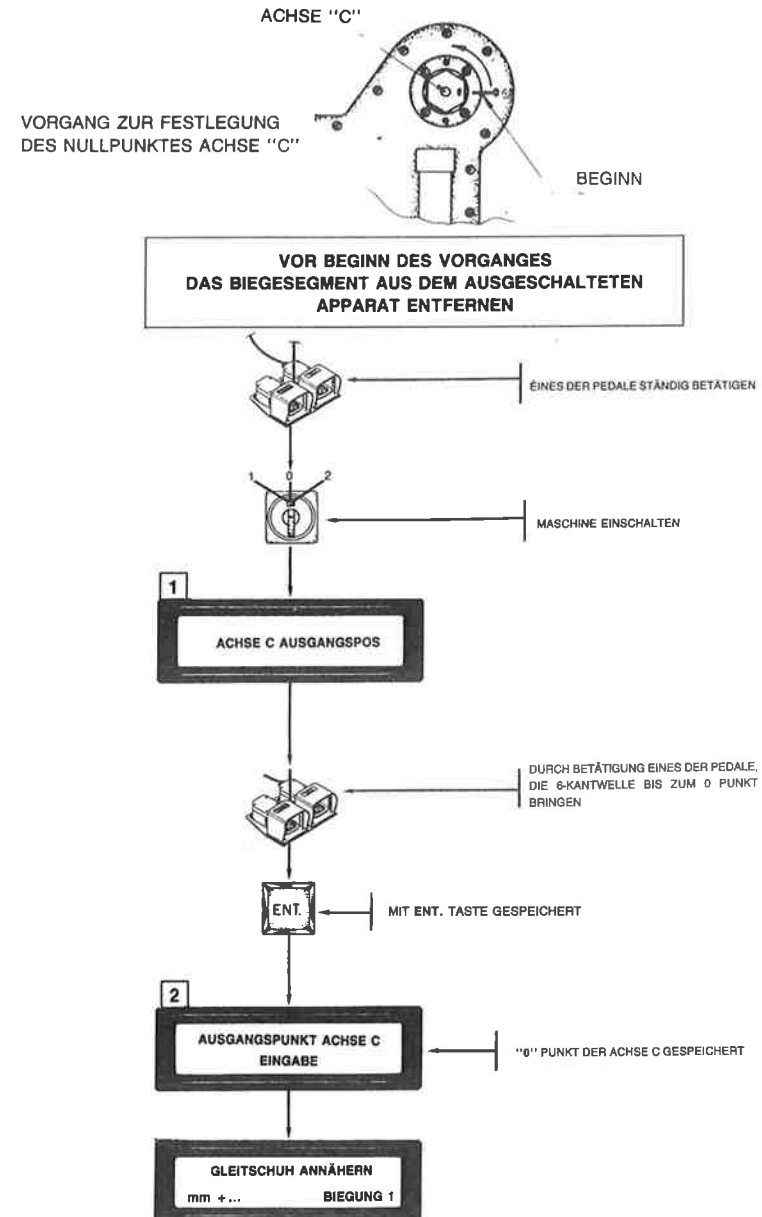 ACHSE "C"
VORGANG ZUR FESTLEGUNG
DES NULLPUNKTES ACHSE "C"
BEGINN
VOR BEGINN DES VORGANGES
DAS BIEGESEGMENT AUS DEM AUSGESCHALTETEN
APPARAT ENTFERNEN
EINES DER PEDALE STÄNDIG BETÄTIGEN
1 0 2
MASCHINE EINSCHALTEN
1
ACHSE C AUSGANGSPOS
DURCH BETÄTIGUNG EINES DER PEDALE,
DIE 6-KANTWELLE BIS ZUM 0 PUNKT
BRINGEN
ENT.
MIT ENT. TASTE GESPEICHERT
2
AUSGANGSPUNKT ACHSE C
EINGABE
"0" PUNKT DER ACHSE C GESPEICHERT
GLEITSCHUH ANNÄHERN
mm +... BIEGUNG 1